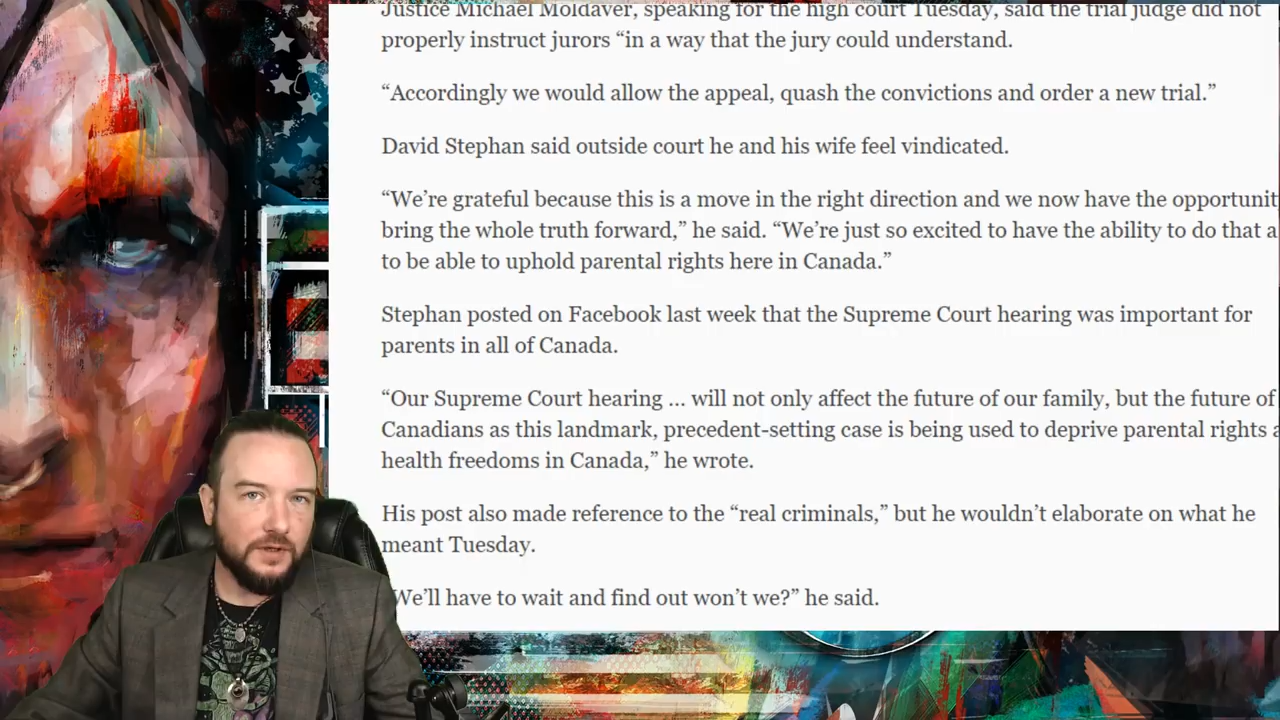 Justice Michael Moldaver, speaking for the high court Tuesday, said the trial judge did not
properly instruct jurors “in a way that the jury could understand.
“Accordingly we would allow the appeal, quash the convictions and order a new trial.”
David Stephan said outside court he and his wife feel vindicated.
“We’re grateful because this is a move in the right direction and we now have the opportunit
bring the whole truth forward,” he said. “We’re just so excited to have the ability to do that a
to be able to uphold parental rights here in Canada.”
Stephan posted on Facebook last week that the Supreme Court hearing was important for
parents in all of Canada.
“Our Supreme Court hearing ... will not only affect the future of our family, but the future of
Canadians as this landmark, precedent-setting case is being used to deprive parental rights a
health freedoms in Canada,” he wrote.
His post also made reference to the “real criminals,” but he wouldn’t elaborate on what he
meant Tuesday.
We’ll have to wait and find out won’t we?” he said.